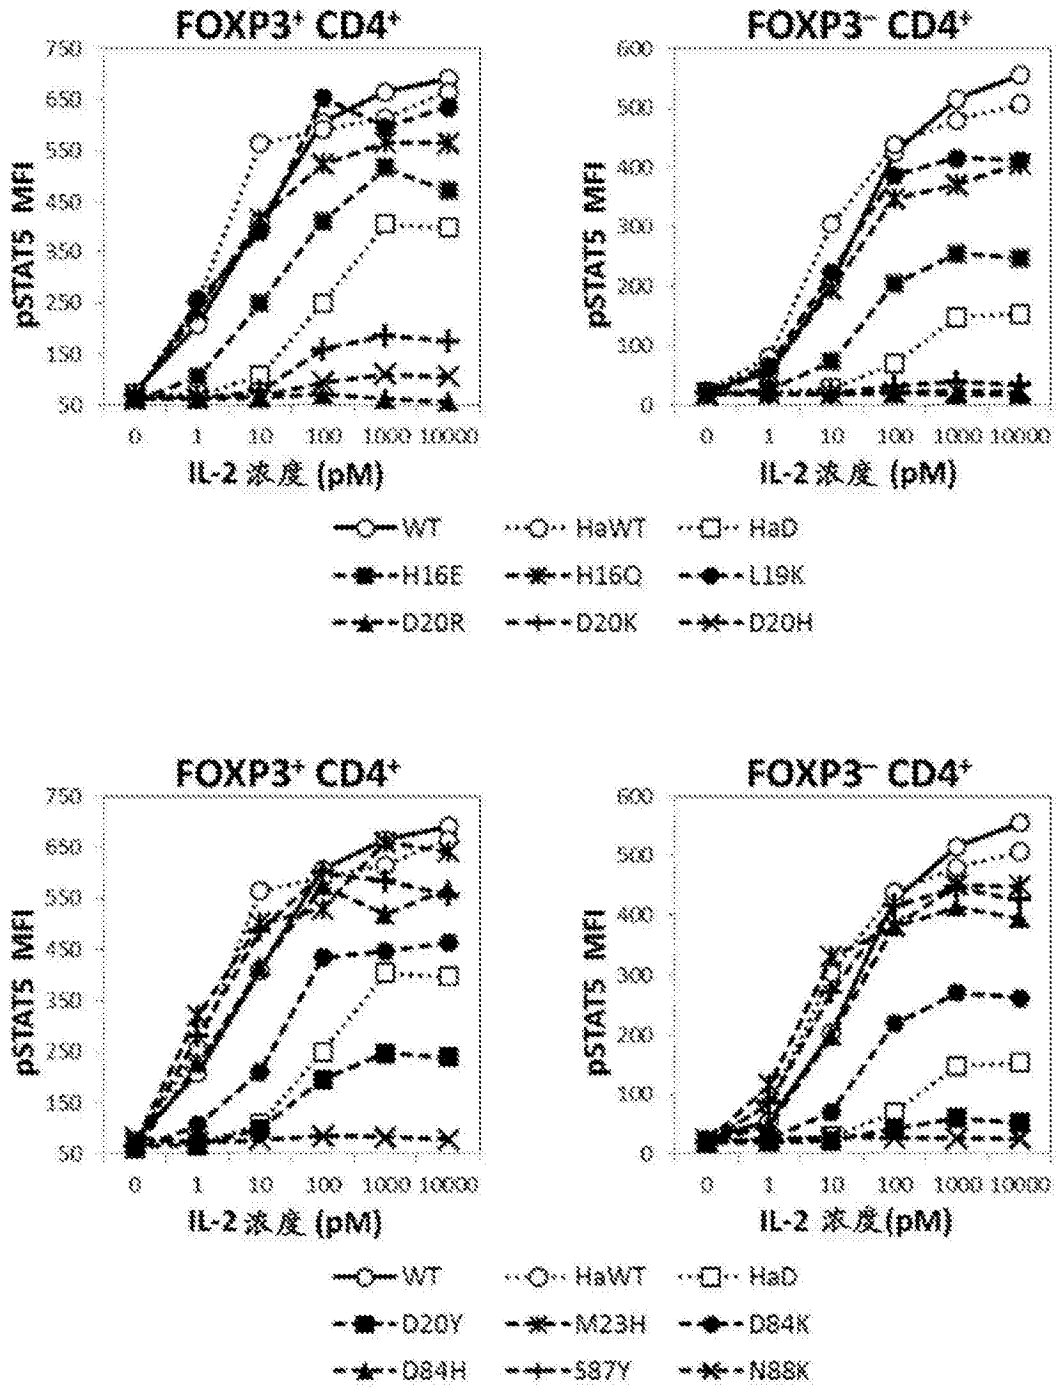 FOXP3⁺ CD4⁺
FOXP3⁻ CD4⁺
pSTAT5 MFI
750
650
550
450
350
250
150
50
0 1 10 100 1000 10000
IL-2 浓度 (pM)
pSTAT5 MFI
600
500
400
300
200
100
0
0 1 10 100 1000 10000
IL-2 浓度 (pM)
WT HaWT HaD
H16E H16Q L19K
D20R D20K D20H
FOXP3⁺ CD4⁺
FOXP3⁻ CD4⁺
pSTAT5 MFI
750
650
550
450
350
250
150
50
0 1 10 100 1000 10000
IL-2 浓度 (pM)
pSTAT5 MFI
600
500
400
300
200
100
0
0 1 10 100 1000 10000
IL-2 浓度(pM)
WT HaWT HaD
D20Y M23H D84K
D84H S87Y N88K